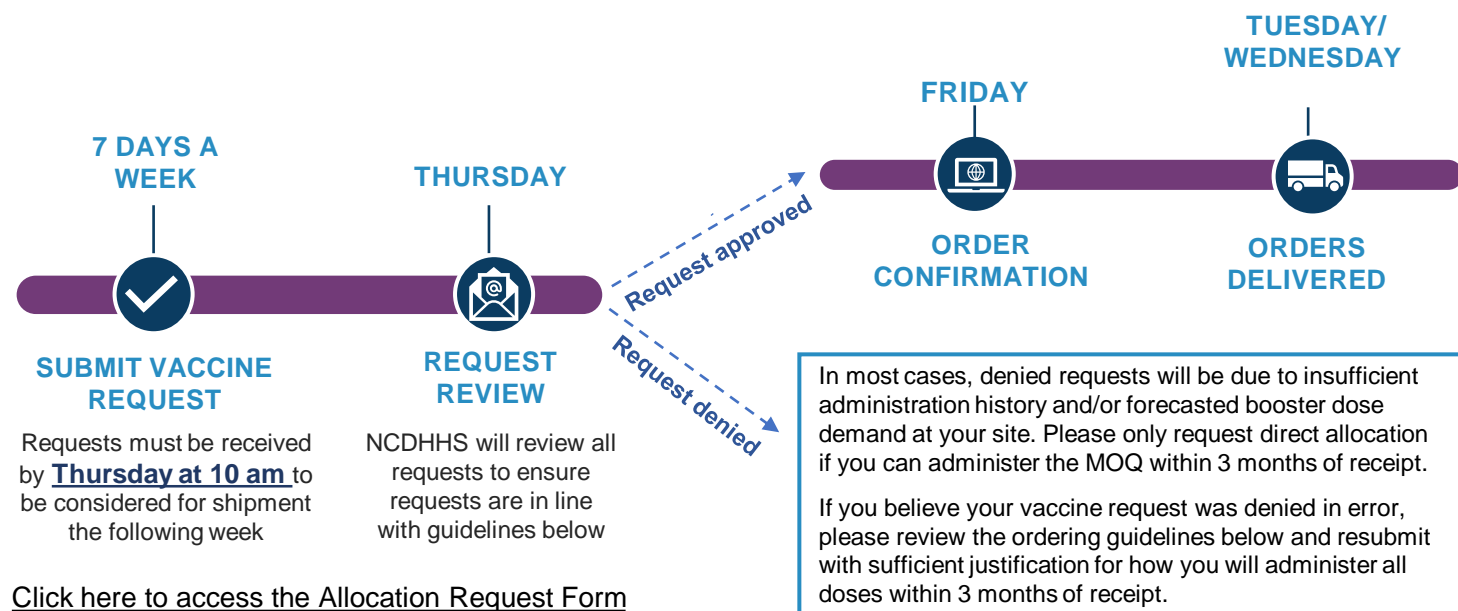 7 DAYS A
WEEK
SUBMIT VACCINE
REQUEST
Requests must be received
by Thursday at 10 am to
be considered for shipment
the following week
Click here to access the Allocation Request Form
THURSDAY
@
REQUEST
REVIEW
NCDHHS will review all
requests to ensure
requests are in line
with guidelines below
Request approved
FRIDAY
ORDER
CONFIRMATION
TUESDAY/
WEDNESDAY
ORDERS
DELIVERED
Request denied
In most cases, denied requests will be due to insufficient
administration history and/or forecasted booster dose
demand at your site. Please only request direct allocation
if you can administer the MOQ within 3 months of receipt.
If you believe your vaccine request was denied in error,
please review the ordering guidelines below and resubmit
with sufficient justification for how you will administer all
doses within 3 months of receipt.